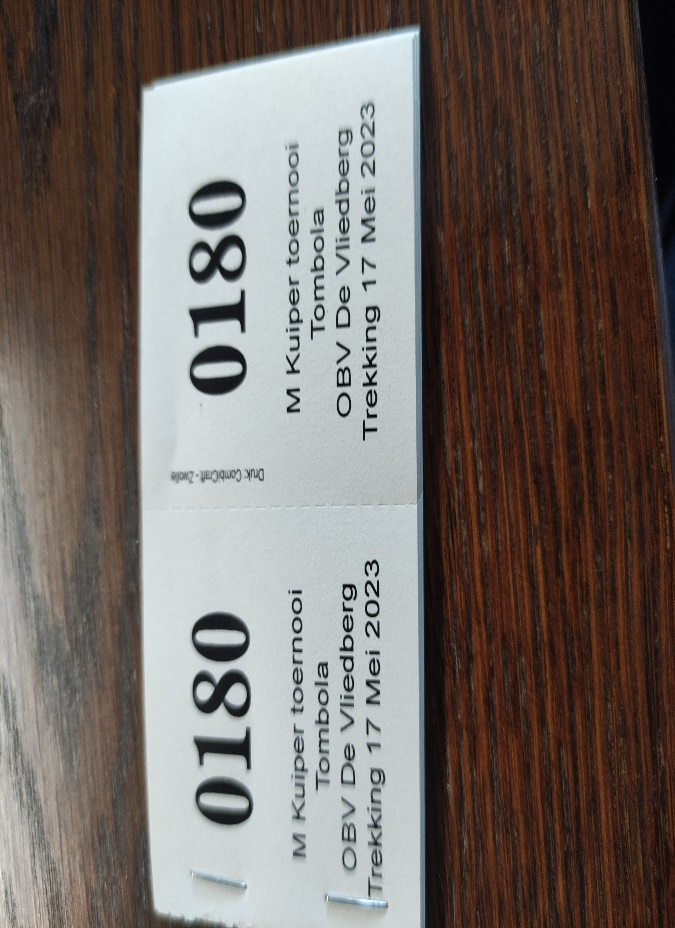 0180
M Kuiper toernooi
Tombola
OBV De Vliedberg
Trekking 17 Mei 2023
Druk: CombiCraft - Zwolle
0180
M Kuiper toernooi
Tombola
OBV De Vliedberg
Trekking 17 Mei 2023